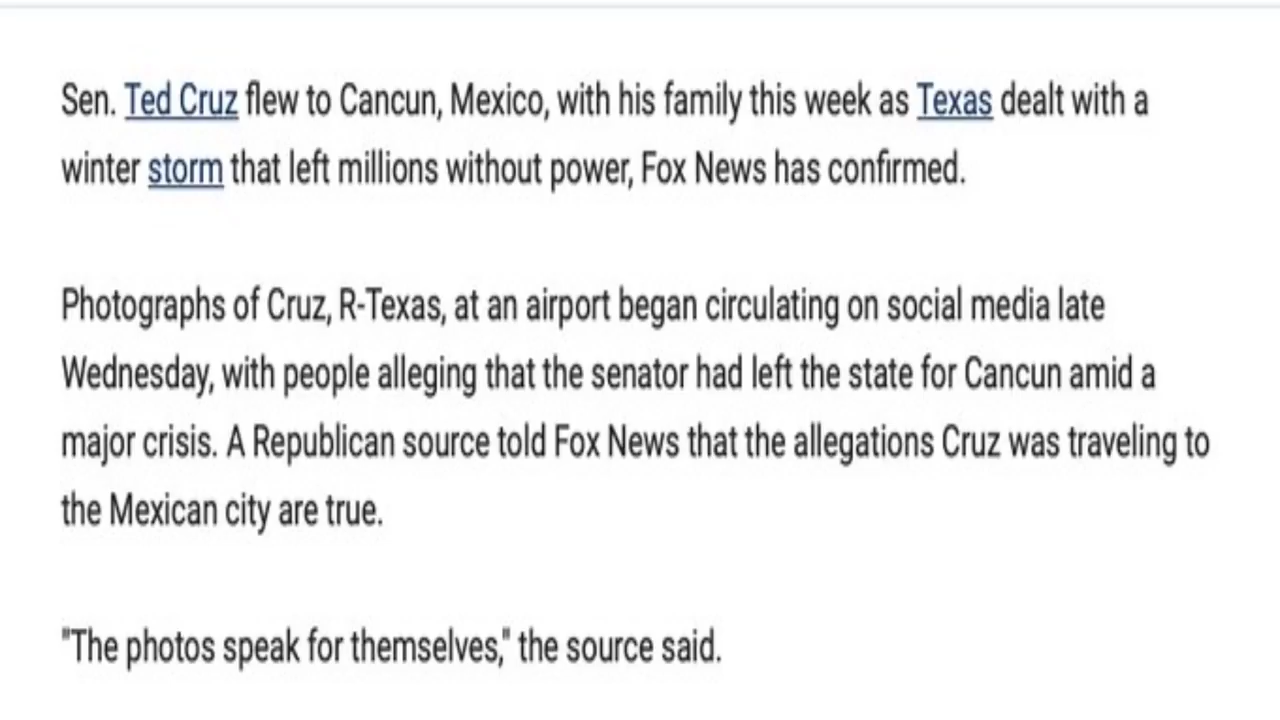 Sen. Ted Cruz flew to Cancun, Mexico, with his family this week as Texas dealt with a
winter storm that left millions without power, Fox News has confirmed.
Photographs of Cruz, R-Texas, at an airport began circulating on social media late
Wednesday, with people alleging that the senator had left the state for Cancun amid a
major crisis. A Republican source told Fox News that the allegations Cruz was traveling to
the Mexican city are true.
"The photos speak for themselves," the source said.